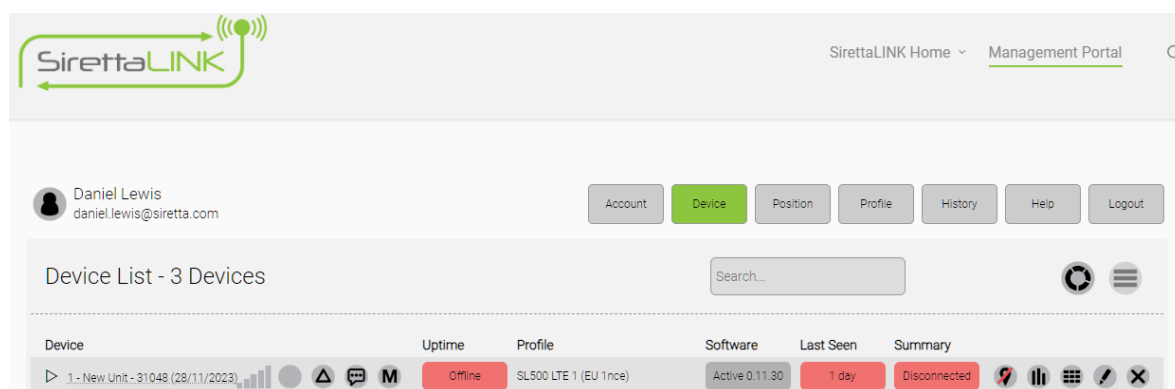 SirettaLINK
SirettaLINK Home
Management Portal
Daniel Lewis
daniel.lewis@siretta.com
Account
Device
Position
Profile
History
Help
Logout
Device List - 3 Devices
Search...
Device
Uptime
Profile
Software
Last Seen
Summary
1 - New Unit - 31048 (28/11/2023)
M
Offline
SL500 LTE 1 (EU 1nce)
Active 0.11.30
1 day
Disconnected